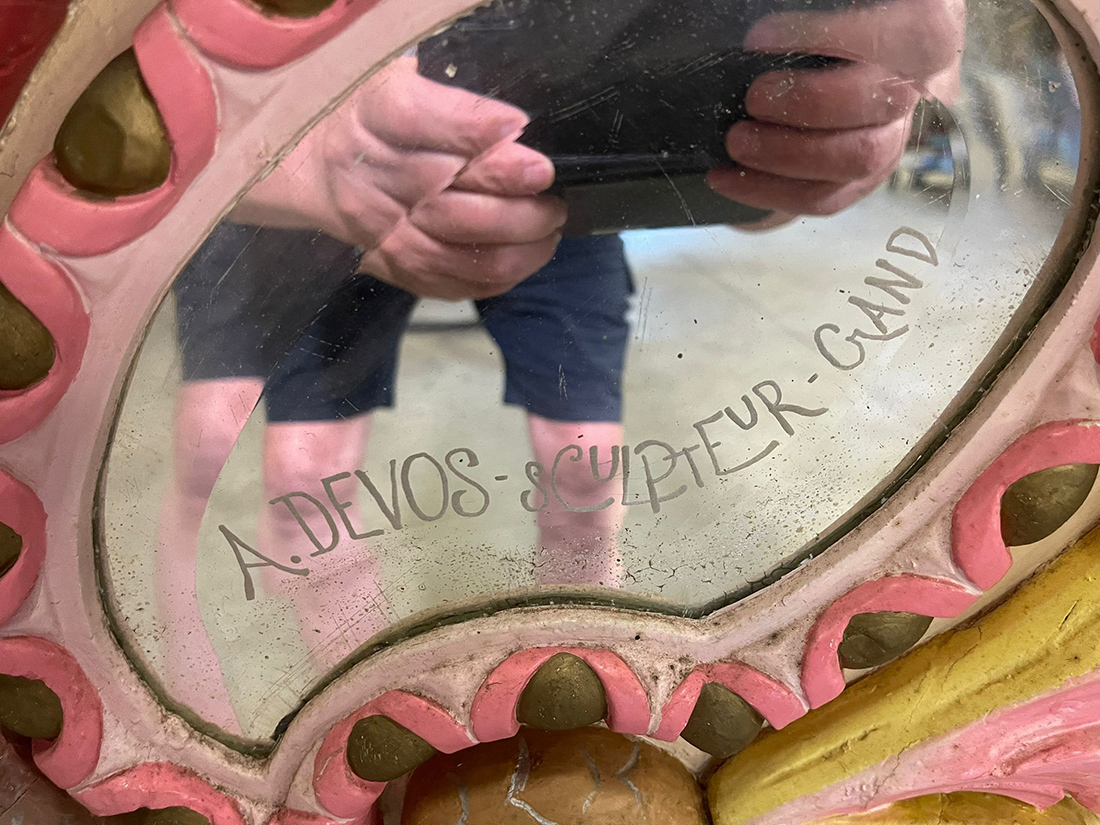 A. DEVOS - SCULPTEUR - GAND